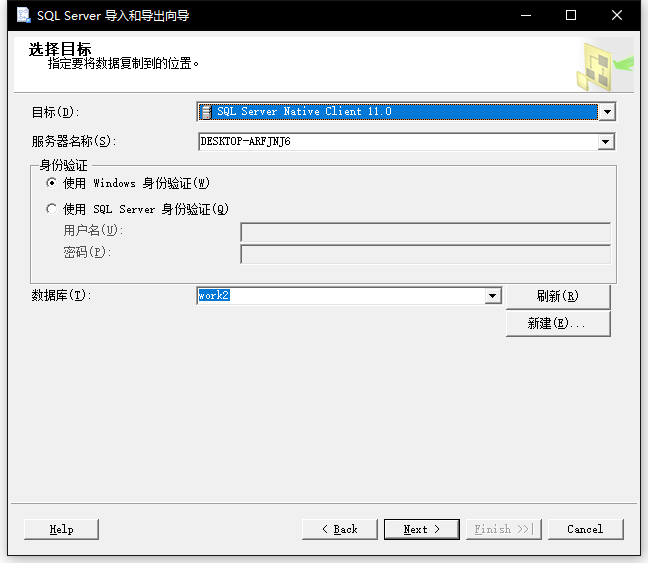 SQL Server 导入和导出向导
选择目标
指定要将数据复制到的位置。
目标(D): SQL Server Native Client 11.0
服务器名称(S): DESKTOP-ARFJNJ6
身份验证
使用 Windows 身份验证(W)
使用 SQL Server 身份验证(Q)
用户名(U):
密码(P):
数据库(T): work2 刷新(R)
新建(E)...
Help < Back Next > Finish >>| Cancel